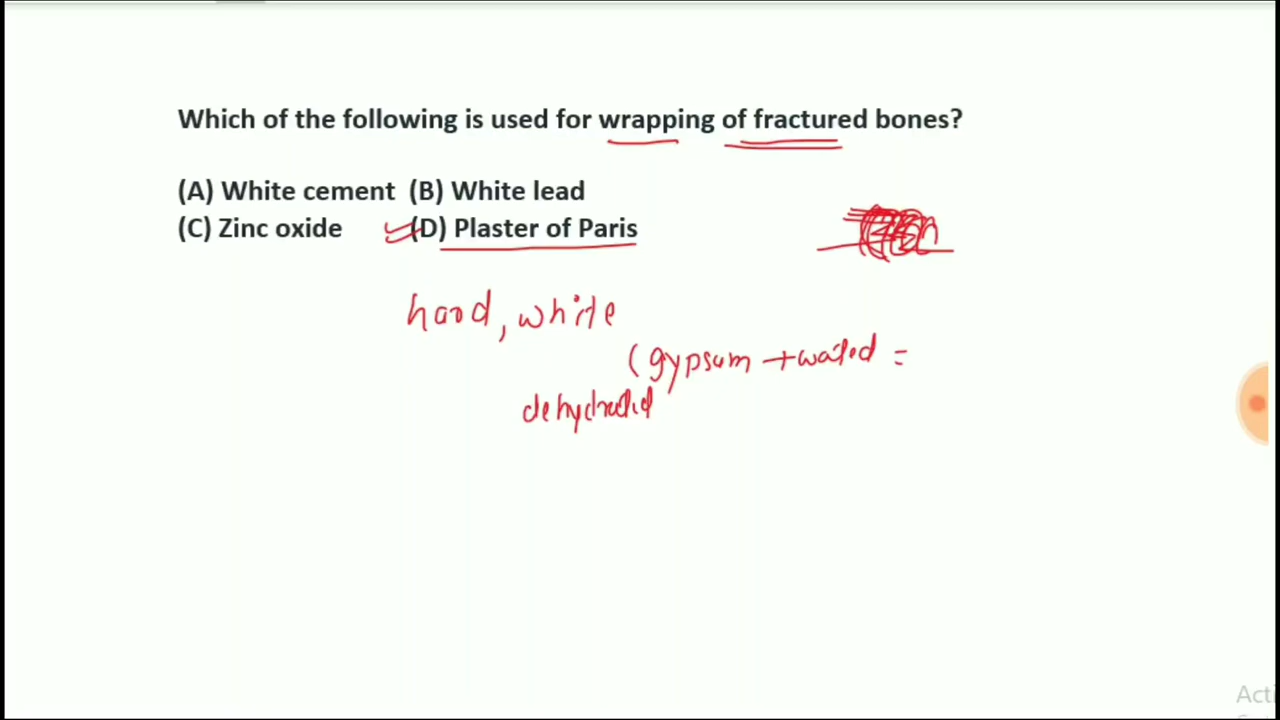 Which of the following is used for wrapping of fractured bones?
(A) White cement (B) White lead
(C) Zinc oxide (D) Plaster of Paris
hard, white
(gypsum + water =
dehydrated
Acti